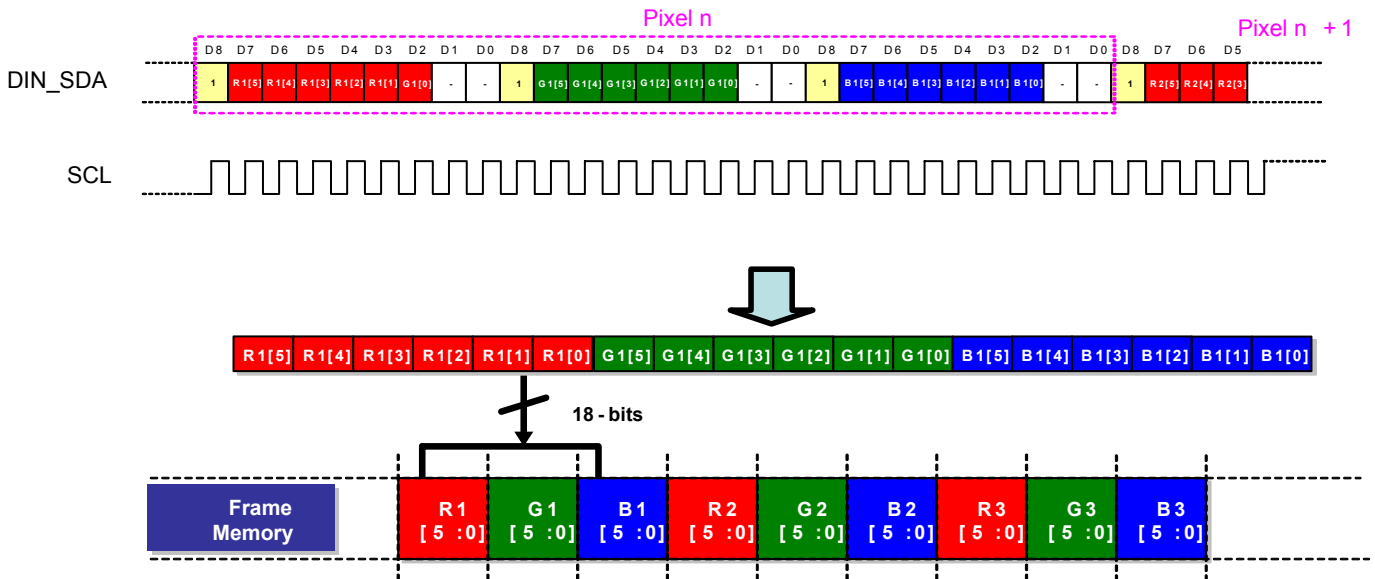 Pixel n
Pixel n + 1
D8 D7 D6 D5 D4 D3 D2 D1 D0 D8 D7 D6 D5 D4 D3 D2 D1 D0 D8 D7 D6 D5 D4 D3 D2 D1 D0 D8 D7 D6 D5
DIN_SDA 1 R1[5] R1[4] R1[3] R1[2] R1[1] G1[0] - - 1 G1[5] G1[4] G1[3] G1[2] G1[1] G1[0] - - 1 B1[5] B1[4] B1[3] B1[2] B1[1] B1[0] - - 1 R2[5] R2[4] R2[3]
SCL
R1[5] R1[4] R1[3] R1[2] R1[1] R1[0] G1[5] G1[4] G1[3] G1[2] G1[1] G1[0] B1[5] B1[4] B1[3] B1[2] B1[1] B1[0]
18 - bits
Frame R1 G1 B1 R2 G2 B2 R3 G3 B3
Memory [5 :0] [5 :0] [5 :0] [5 :0] [5 :0] [5 :0] [5 :0] [5 :0] [5 :0]